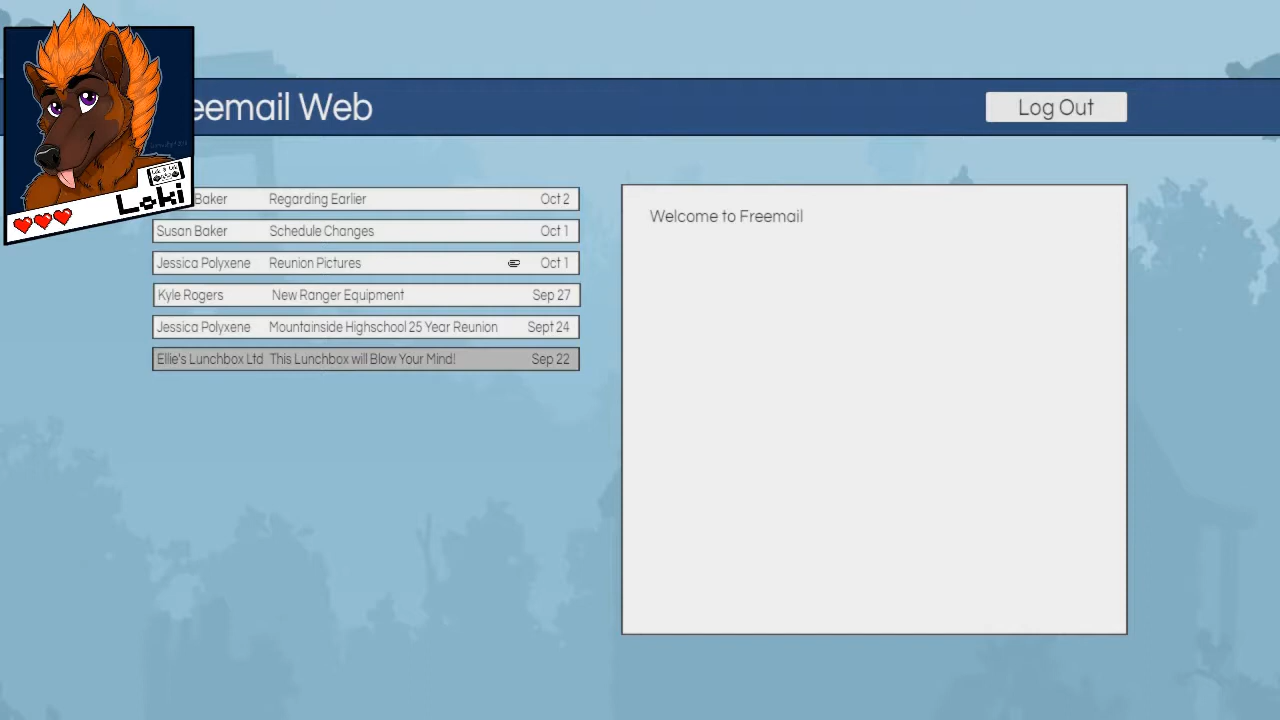 eemail Web
Log Out
Baker Regarding Earlier Oct 2
Susan Baker Schedule Changes Oct 1
Jessica Polyxene Reunion Pictures Oct 1
Kyle Rogers New Ranger Equipment Sep 27
Jessica Polyxene Mountainside Highschool 25 Year Reunion Sept 24
Ellie's Lunchbox Ltd This Lunchbox will Blow Your Mind! Sep 22
Welcome to Freemail
Loki